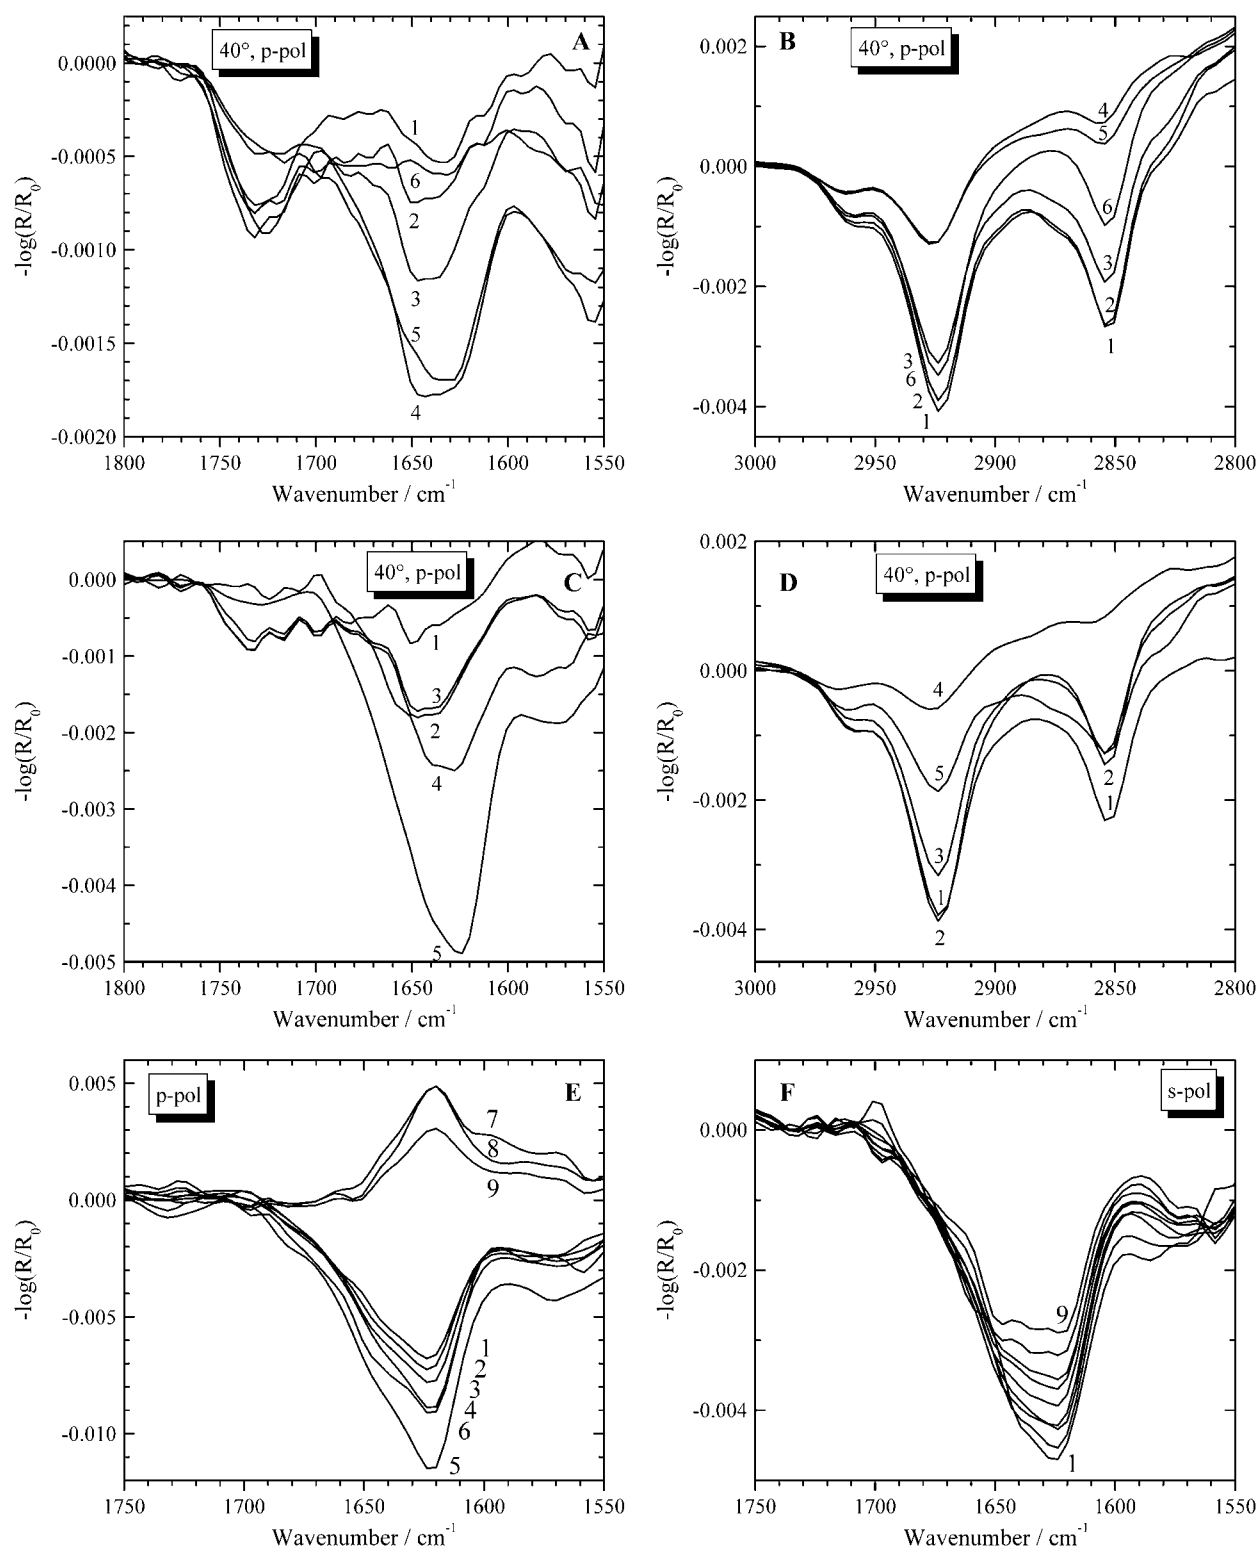 40°, p-pol
A
0.0000
-0.0005
-0.0010
-0.0015
-0.0020
-log(R/R0)
1
6
2
3
5
4
1800 1750 1700 1650 1600 1550
Wavenumber / cm-1
40°, p-pol
B
0.002
0.000
-0.002
-0.004
-log(R/R0)
4
5
6
3
2
1
3
6
2
1
3000 2950 2900 2850 2800
Wavenumber / cm-1
40°, p-pol
C
0.000
-0.001
-0.002
-0.003
-0.004
-0.005
-log(R/R0)
1
3
2
4
5
1800 1750 1700 1650 1600 1550
Wavenumber / cm-1
40°, p-pol
D
0.002
0.000
-0.002
-0.004
-log(R/R0)
4
5
2
1
3
1
2
3000 2950 2900 2850 2800
Wavenumber / cm-1
p-pol
E
0.005
0.000
-0.005
-0.010
-log(R/R0)
7
8
9
1
2
3
4
6
5
1750 1700 1650 1600 1550
Wavenumber / cm-1
F
s-pol
0.000
-0.002
-0.004
-log(R/R0)
9
1
1750 1700 1650 1600 1550
Wavenumber / cm-1